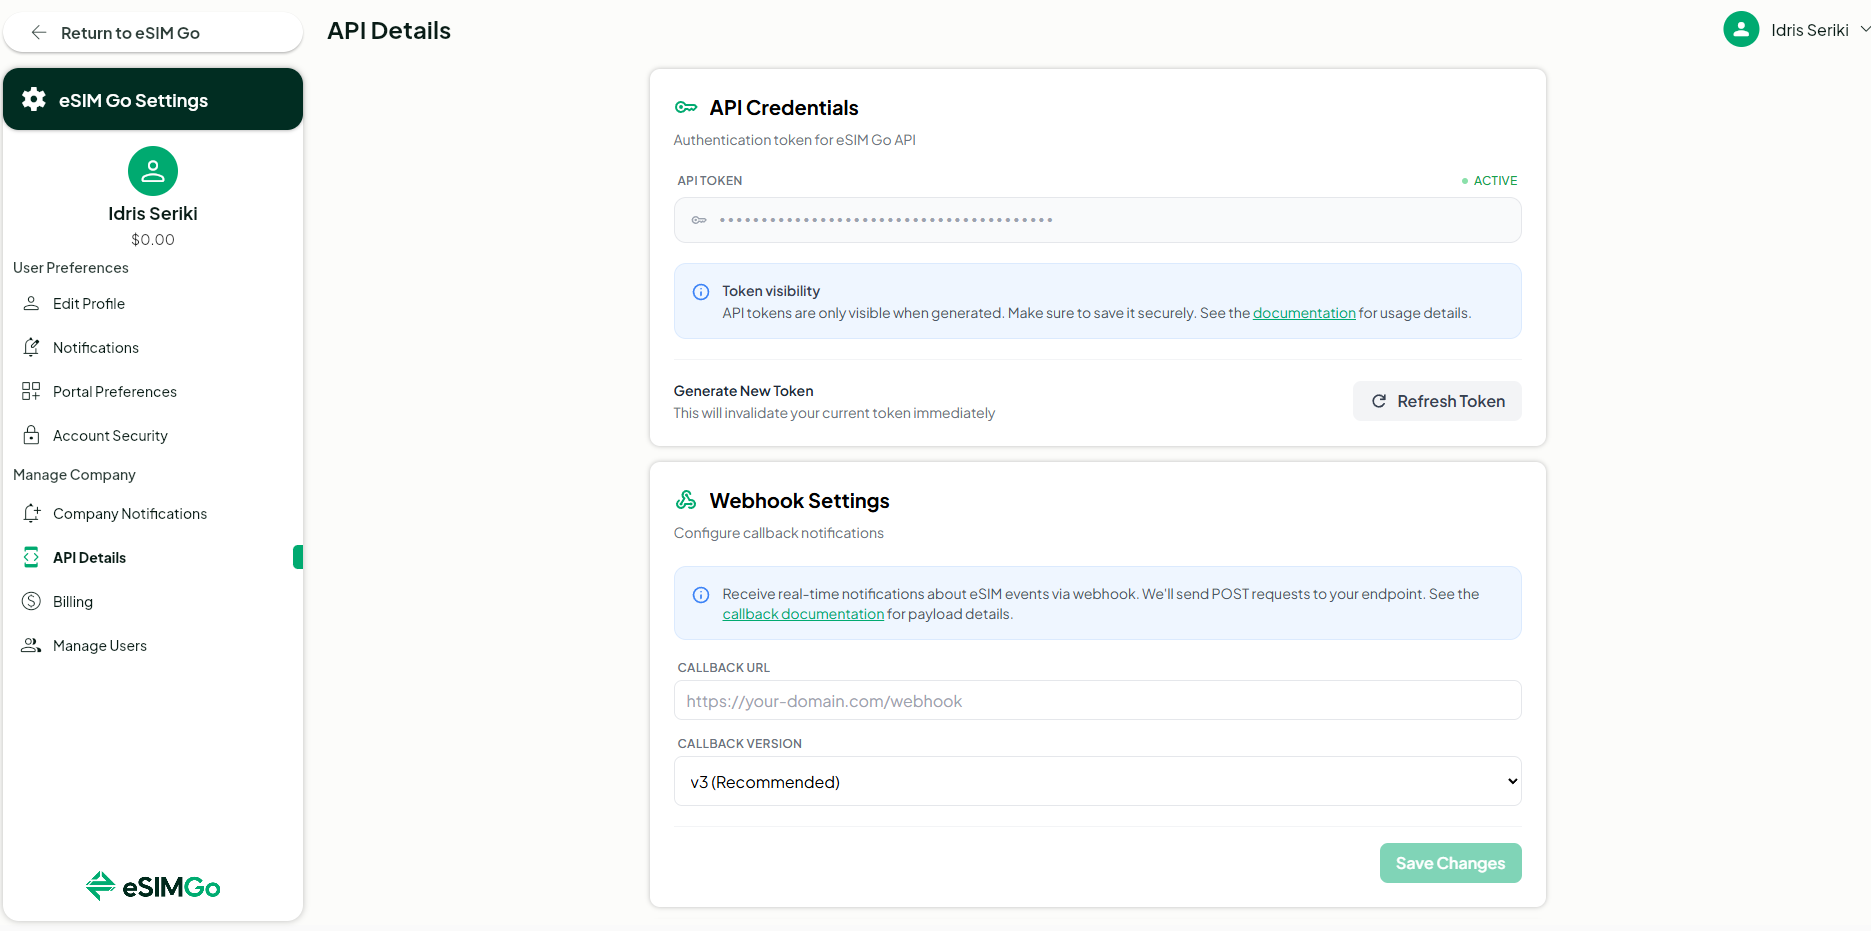 Return to eSIM Go
API Details
Idris Seriki
eSIM Go Settings
Idris Seriki
$0.00
User Preferences
Edit Profile
Notifications
Portal Preferences
Account Security
Manage Company
Company Notifications
API Details
Billing
Manage Users
eSIMGo
API Credentials
Authentication token for eSIM Go API
API TOKEN
ACTIVE
••••••••••••••••••••••••••••••••••••••••
Token visibility
API tokens are only visible when generated. Make sure to save it securely. See the documentation for usage details.
Generate New Token
This will invalidate your current token immediately
Refresh Token
Webhook Settings
Configure callback notifications
Receive real-time notifications about eSIM events via webhook. We'll send POST requests to your endpoint. See the
callback documentation for payload details.
CALLBACK URL
https://your-domain.com/webhook
CALLBACK VERSION
v3 (Recommended)
Save Changes